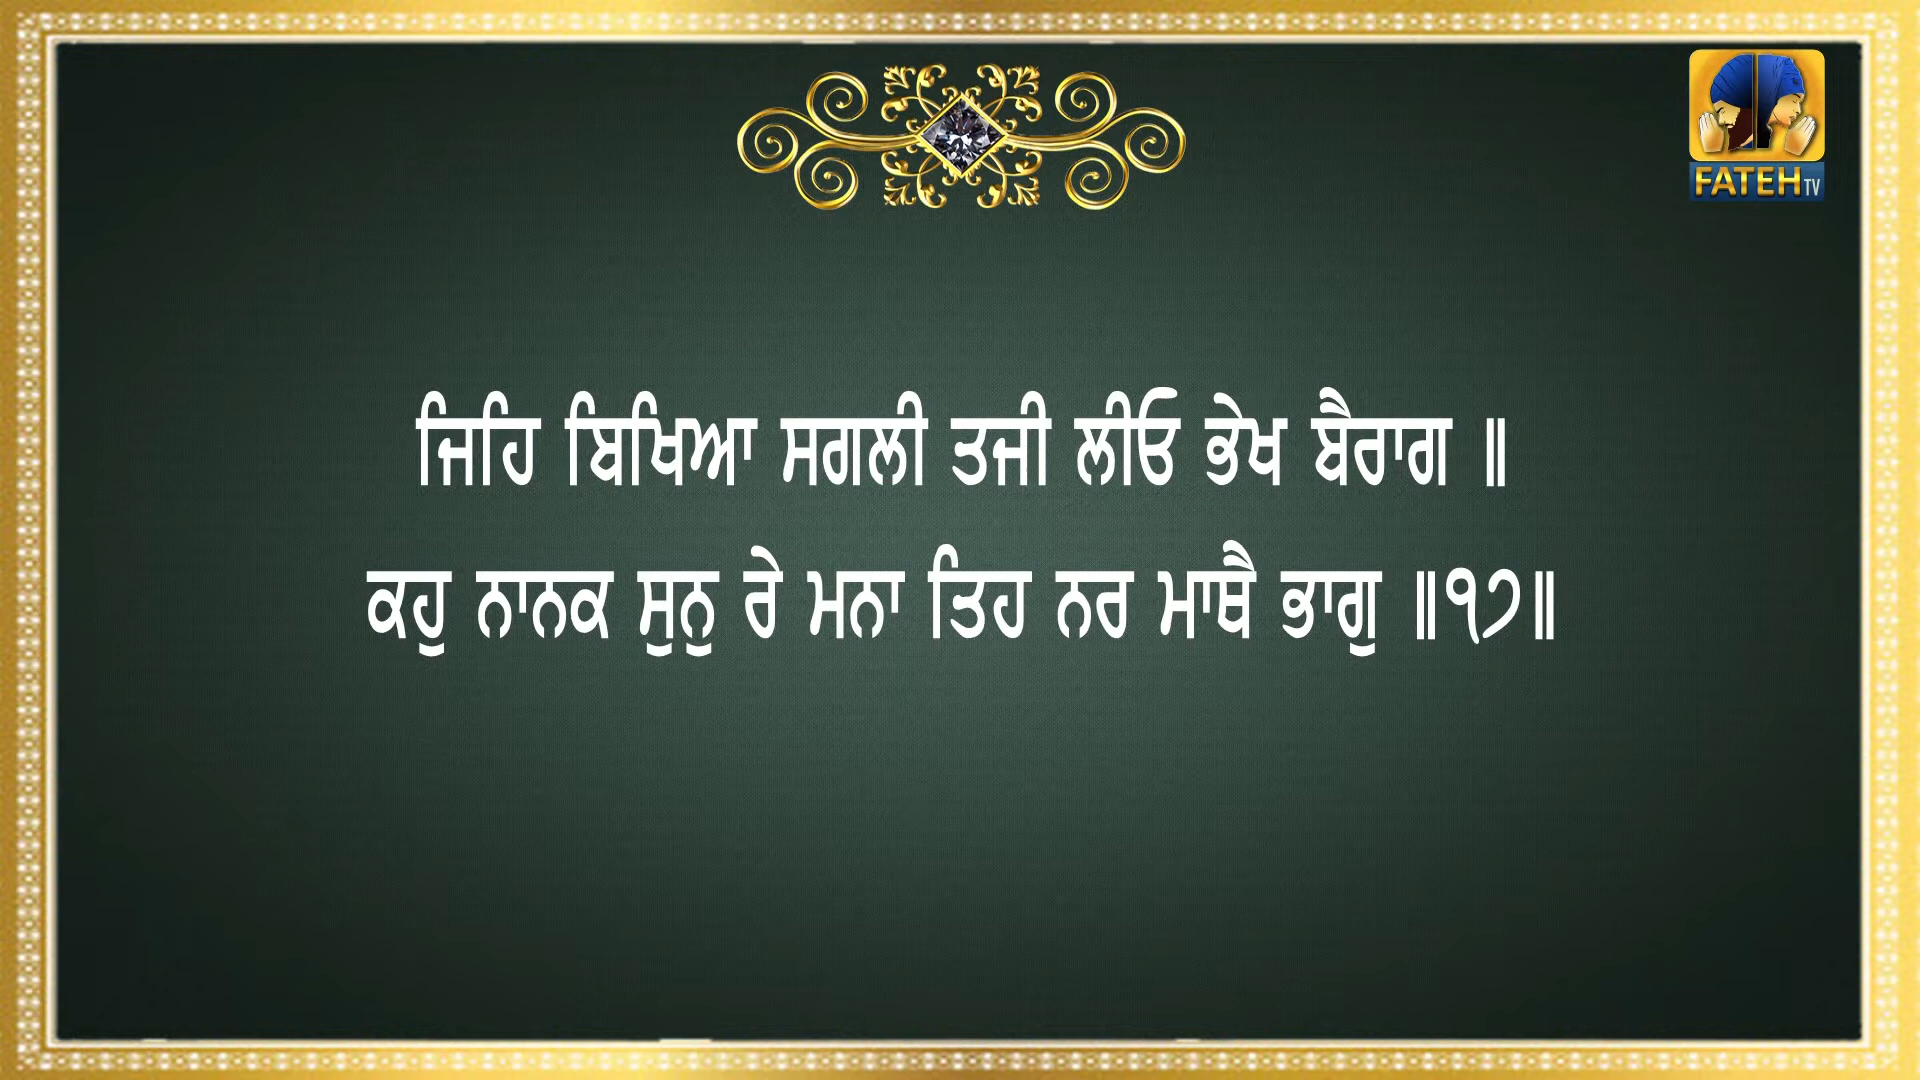 FATEH TV
ਜਿਹਿ ਬਿਖਿਆ ਸਗਲੀ ਤਜੀ ਲੀਓ ਭੇਖ ਬੈਰਾਗ ॥
ਕਹੁ ਨਾਨਕ ਸੁਨੁ ਰੇ ਮਨਾ ਤਿਹ ਨਰ ਮਾਥੈ ਭਾਗੁ ॥੧੭॥